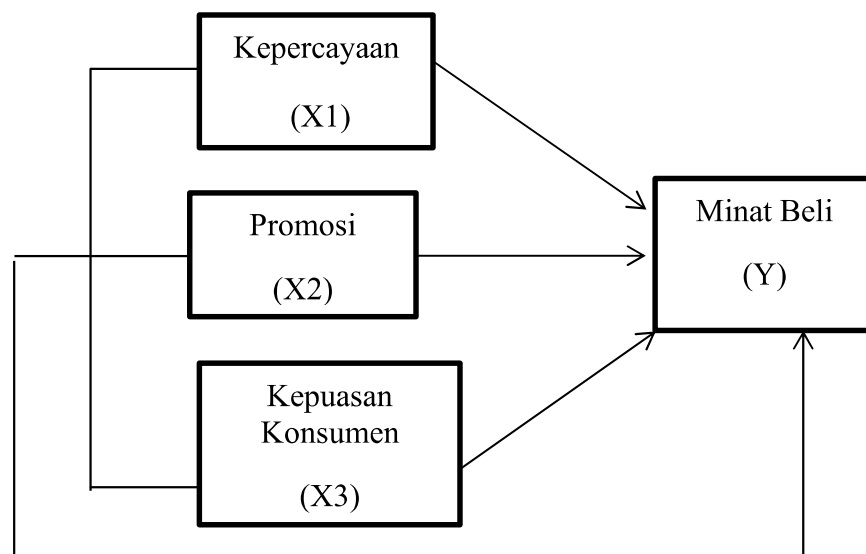 Kepercayaan
(X1)
Promosi
(X2)
Kepuasan
Konsumen
(X3)
Minat Beli
(Y)